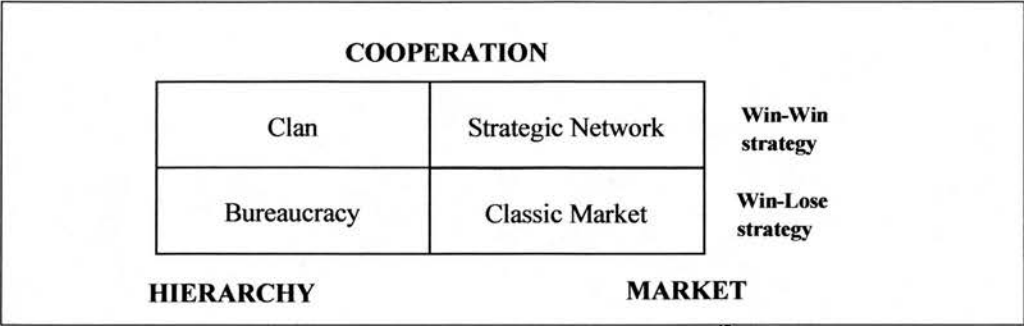 COOPERATION
Clan
Strategic Network
Win-Win
strategy
Bureaucracy
Classic Market
Win-Lose
strategy
HIERARCHY
MARKET